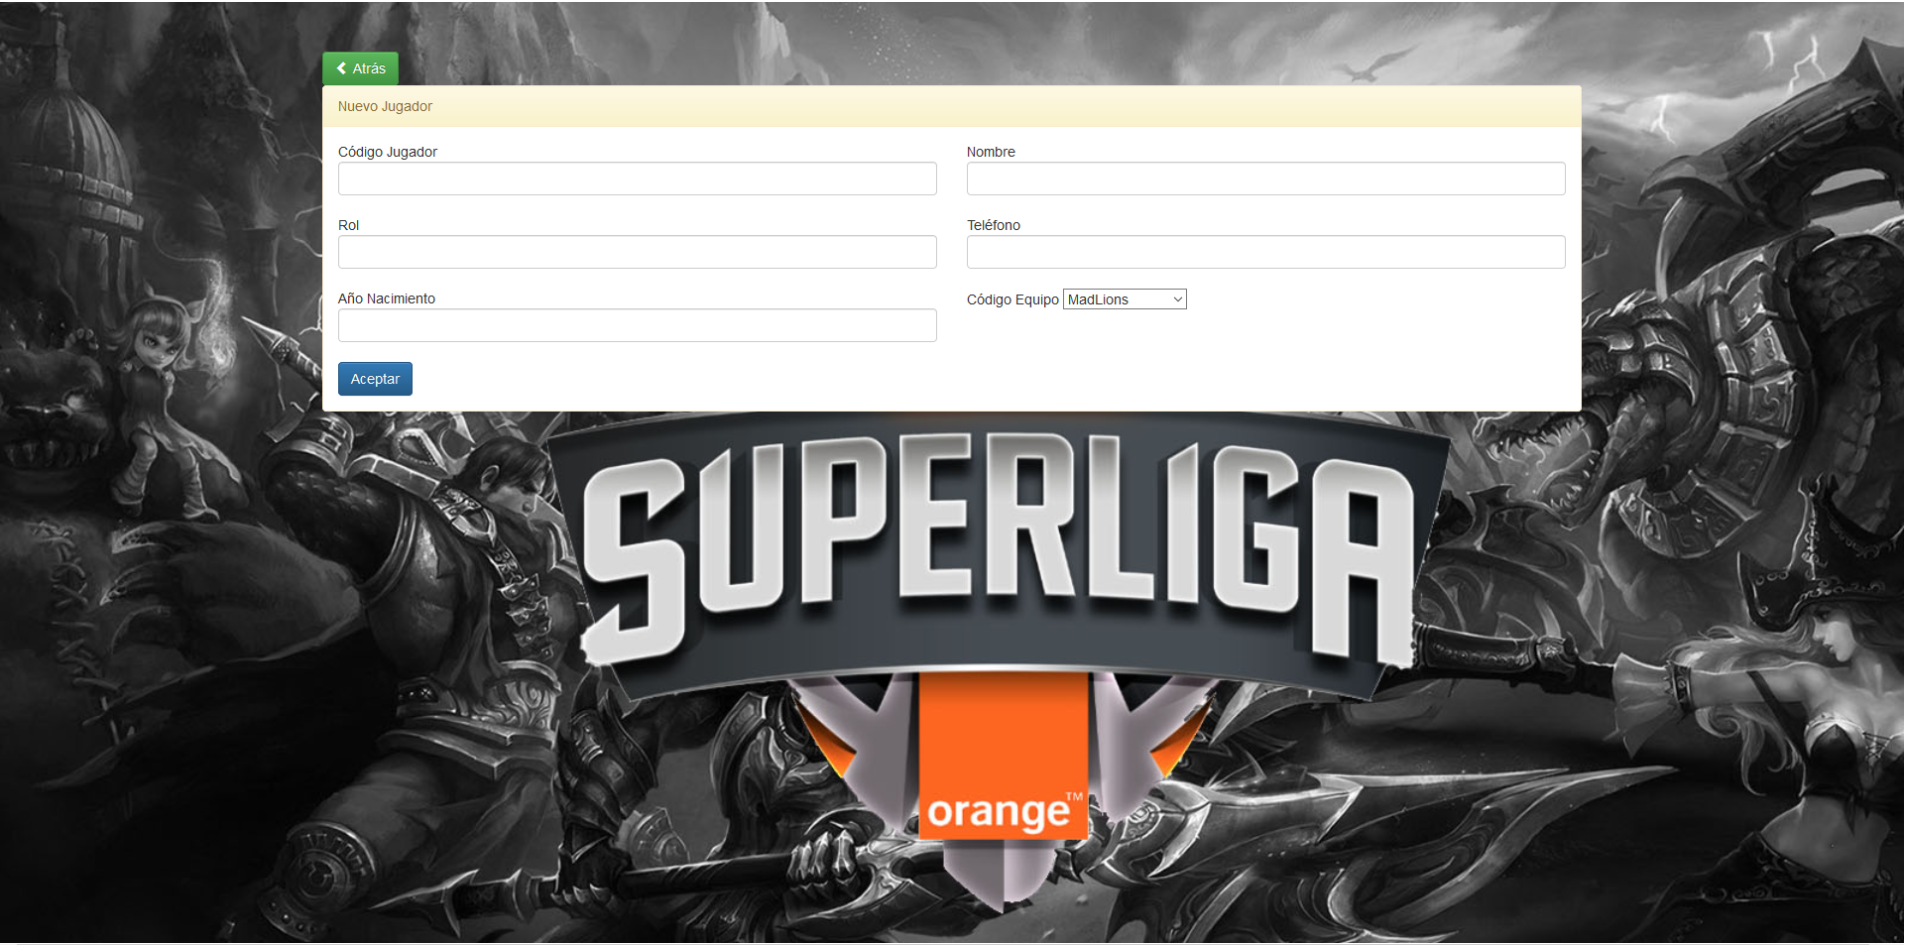 Atrás
Nuevo Jugador
Código Jugador
Nombre
Rol
Teléfono
Año Nacimiento
Código Equipo MadLions
Aceptar
SUPERLIGA
orange™